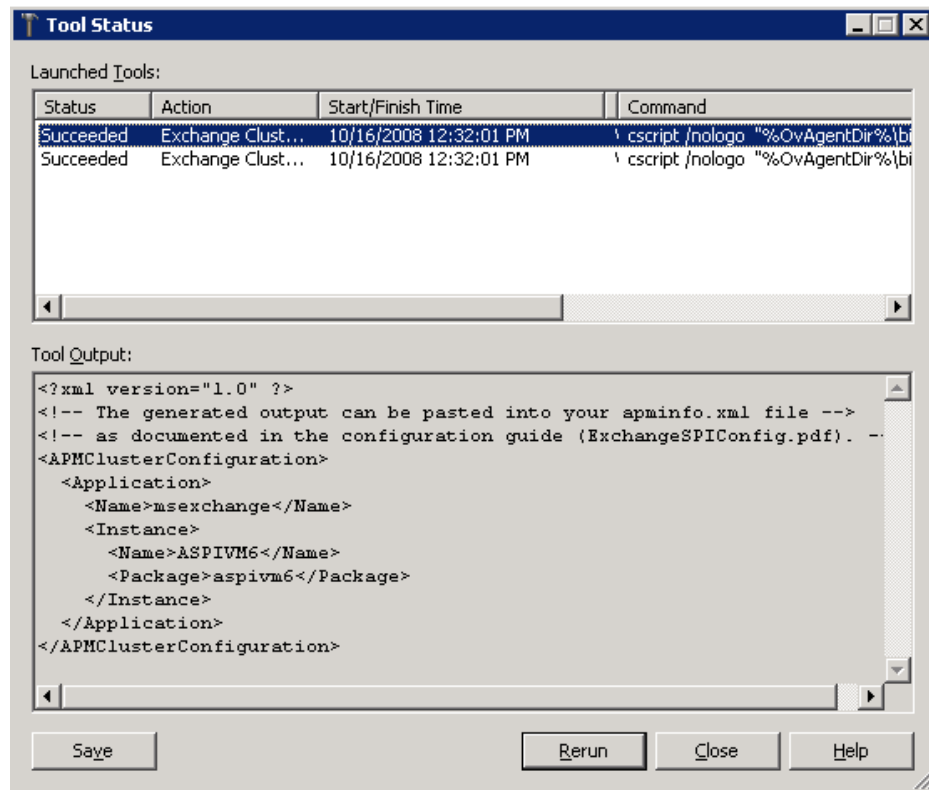 Tool Status
Launched Tools:
Status Action Start/Finish Time Command
Succeeded Exchange Clust... 10/16/2008 12:32:01 PM \ cscript /nologo "%OvAgentDir%\bi
Succeeded Exchange Clust... 10/16/2008 12:32:01 PM \ cscript /nologo "%OvAgentDir%\bi
Tool Output:
<?xml version="1.0" ?>
<!-- The generated output can be pasted into your apminfo.xml file -->
<!-- as documented in the configuration guide (ExchangeSPIConfig.pdf). --
<APMClusterConfiguration>
  <Application>
    <Name>msexchange</Name>
    <Instance>
      <Name>ASPIVM6</Name>
      <Package>aspivm6</Package>
    </Instance>
  </Application>
</APMClusterConfiguration>
Save Rerun Close Help